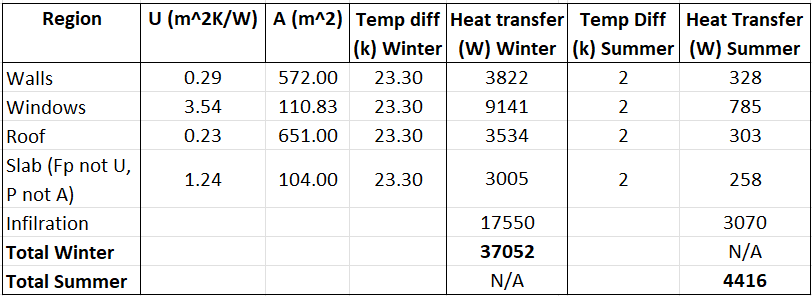 Region U (m^2K/W) A (m^2) Temp diff (k) Winter Heat transfer (W) Winter Temp Diff (k) Summer Heat Transfer (W) Summer
Walls 0.29 572.00 23.30 3822 2 328
Windows 3.54 110.83 23.30 9141 2 785
Roof 0.23 651.00 23.30 3534 2 303
Slab (Fp not U, P not A) 1.24 104.00 23.30 3005 2 258
Infilration 17550 3070
Total Winter 37052 N/A
Total Summer N/A 4416